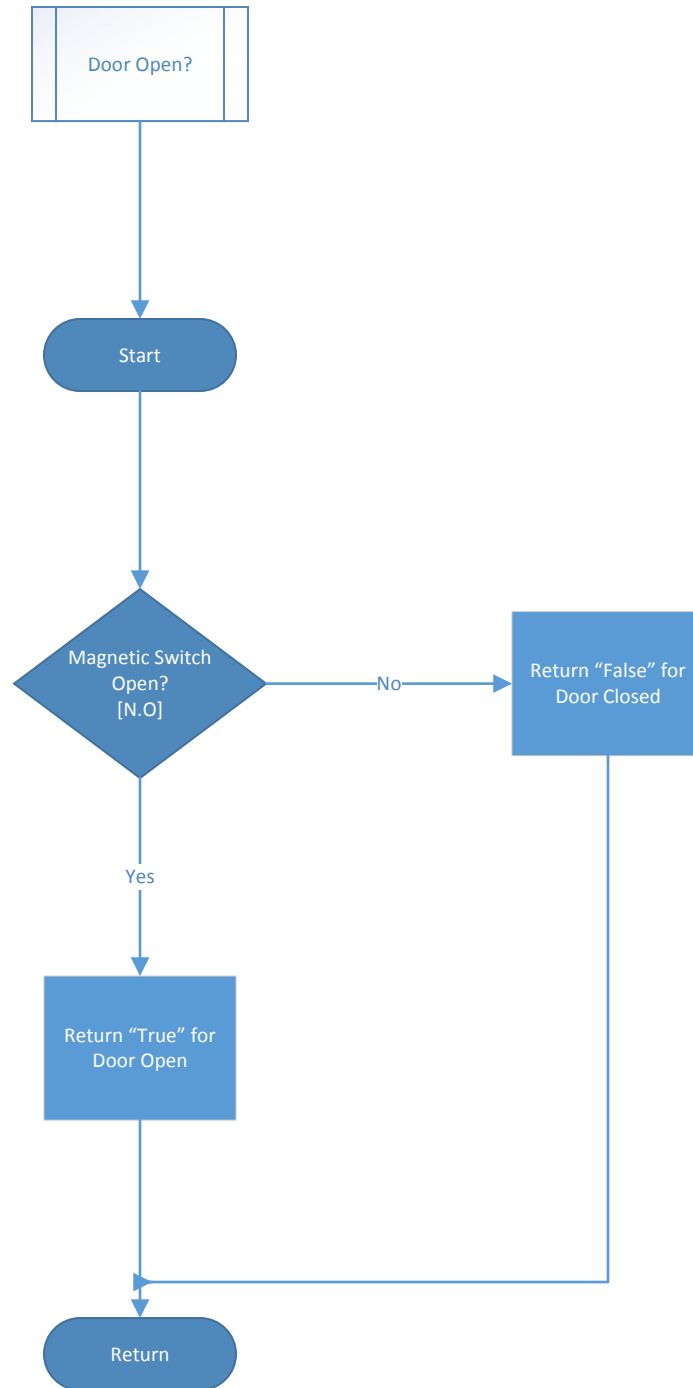 Door Open?
Start
Magnetic Switch
Open?
[N.O]
No
Return “False” for
Door Closed
Yes
Return “True” for
Door Open
Return